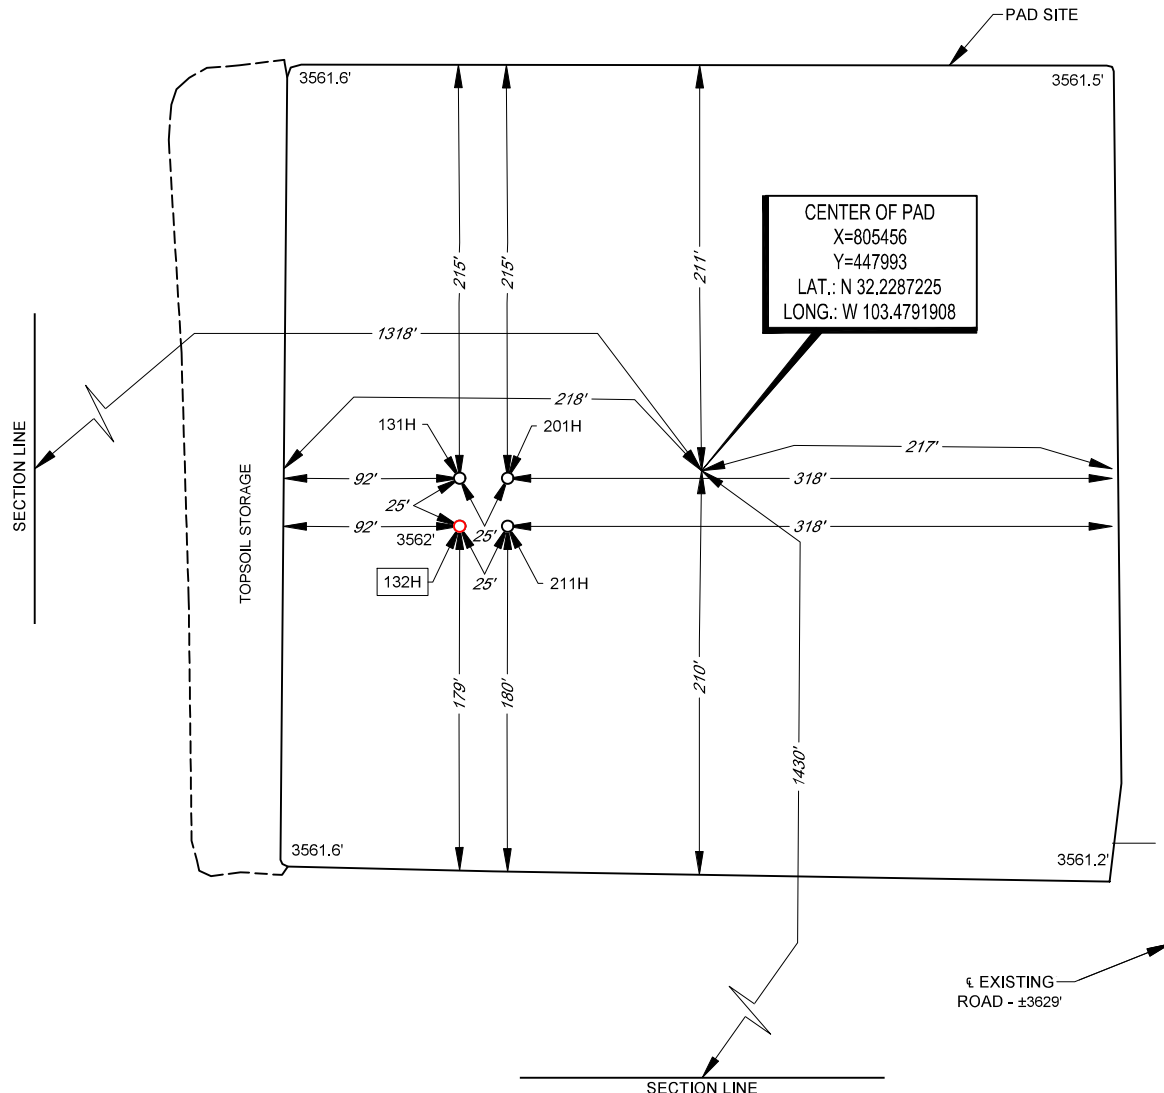 PAD SITE
3561.6'
3561.5'
CENTER OF PAD
X=805456
Y=447993
LAT.: N 32.2287225
LONG.: W 103.4791908
215'
215'
211'
1318'
218'
131H
201H
217'
92'
318'
25'
92'
3562'
25'
318'
132H
25'
211H
SECTION LINE
TOPSOIL STORAGE
179'
180'
210'
1430'
3561.6'
3561.2'
℄ EXISTING
ROAD - ±3629'
SECTION LINE